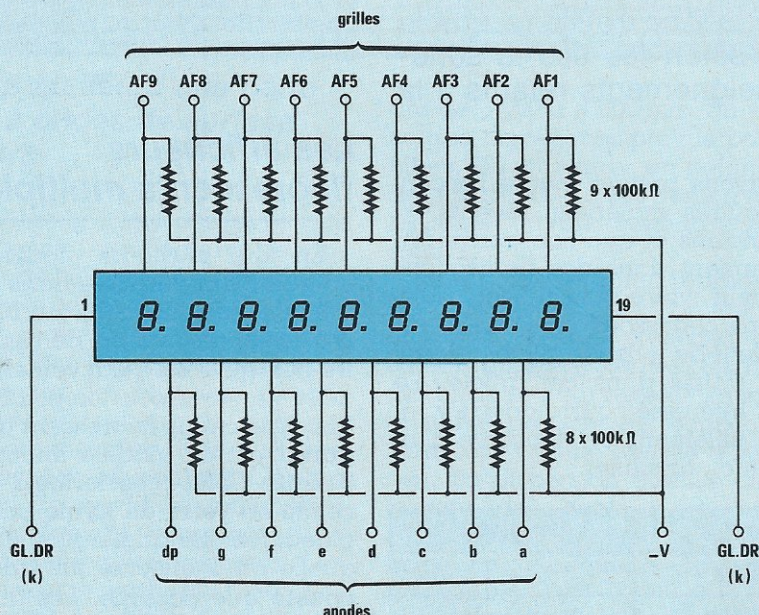 grilles
AF9 AF8 AF7 AF6 AF5 AF4 AF3 AF2 AF1
9 x 100kΩ
1 8. 8. 8. 8. 8. 8. 8. 8. 8. 19
8 x 100kΩ
GL.DR dp g f e d c b a –V GL.DR
(k) (k)
anodes